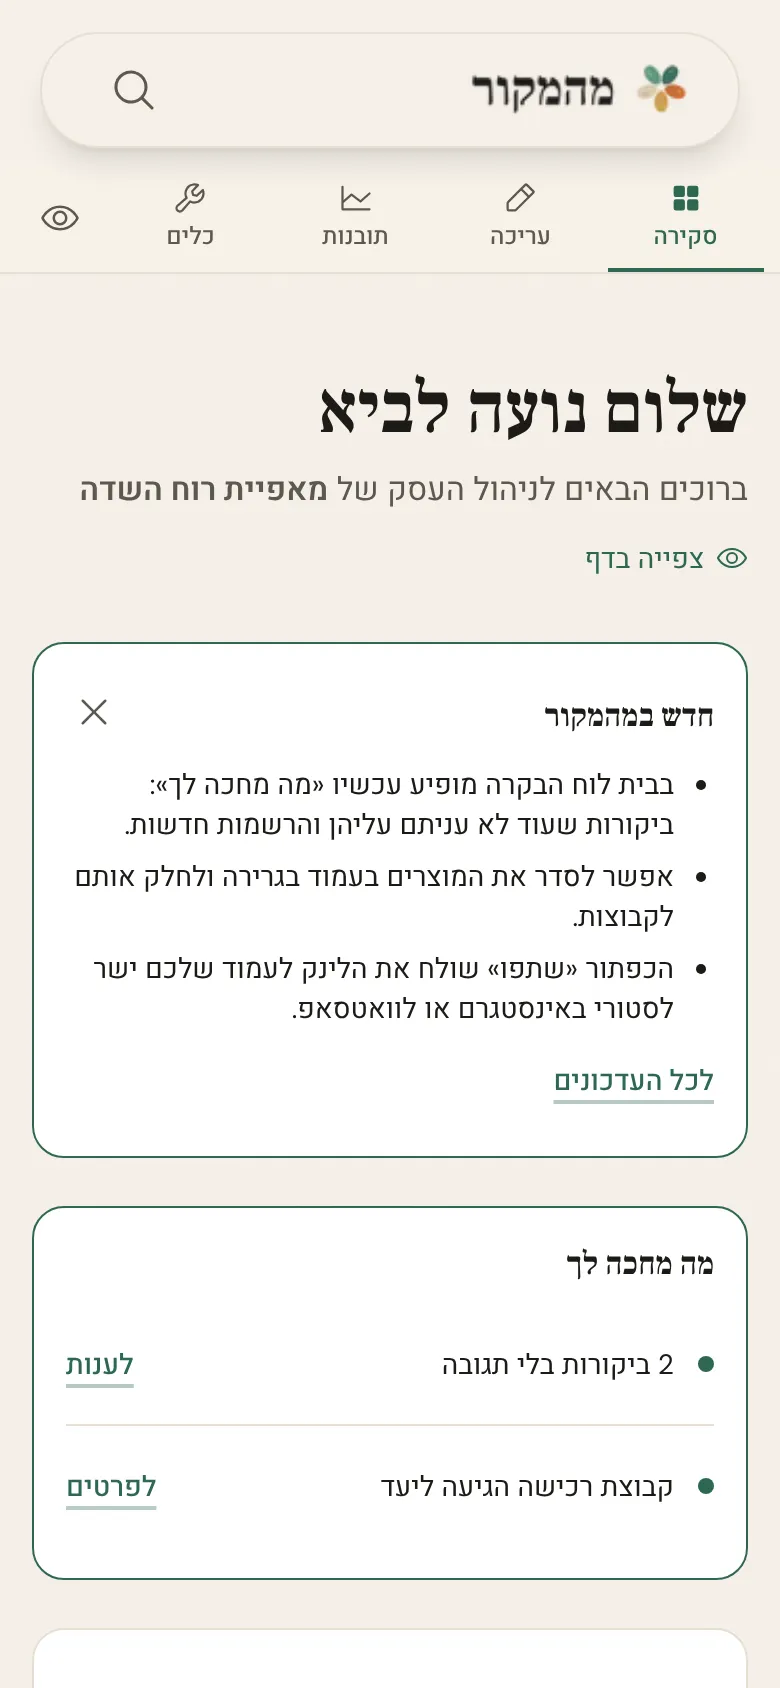 מהמקור
סקירה
עריכה
תובנות
כלים
שלום נועה לביא
ברוכים הבאים לניהול העסק של מאפיית רוח השדה
צפייה בדף
חדש במהמקור
בבית לוח הבקרה מופיע עכשיו «מה מחכה לך»:
ביקורות שעוד לא עניתם עליהן והרשמות חדשות.
אפשר לסדר את המוצרים בעמוד בגרירה ולחלק אותם
לקבוצות.
הכפתור «שתפו» שולח את הלינק לעמוד שלכם ישר
לסטורי באינסטגרם או לוואטסאפ.
לכל העדכונים
מה מחכה לך
2 ביקורות בלי תגובה
לענות
קבוצת רכישה הגיעה ליעד
לפרטים